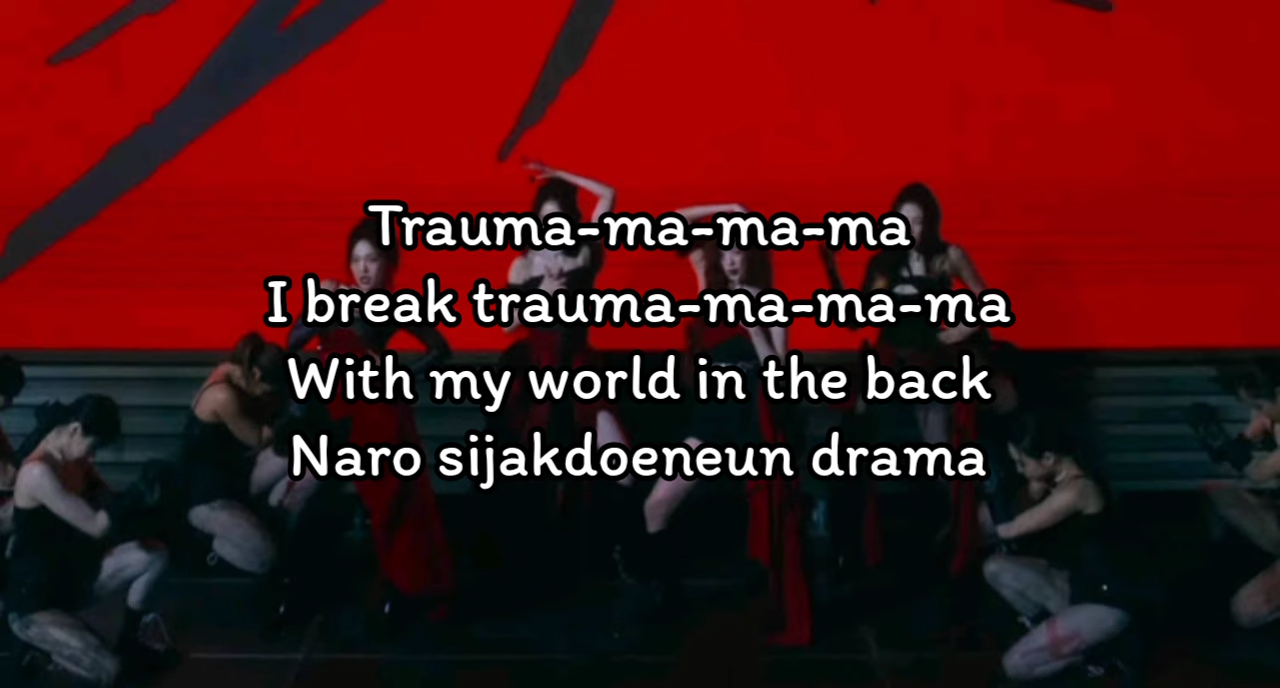 Trauma-ma-ma-ma
I break trauma-ma-ma-ma
With my world in the back
Naro sijakdoeneun drama